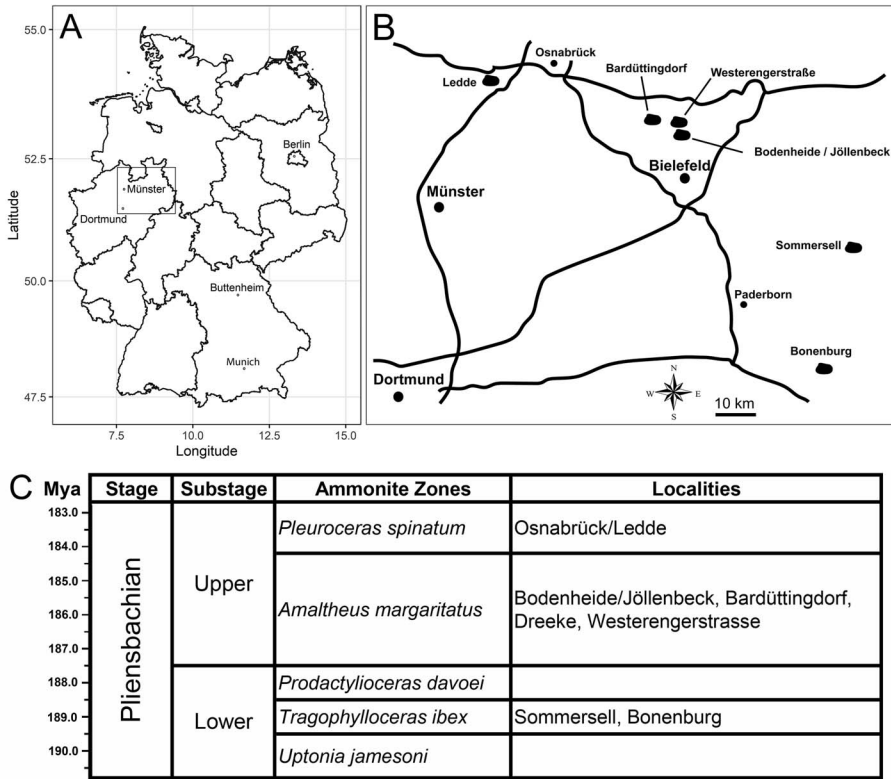 A
55.0
52.5
50.0
47.5
Latitude
7.5
10.0
12.5
15.0
Longitude
Berlin
Münster
Dortmund
Buttenheim
Munich
B
Osnabrück
Ledde
Bardüttingdorf
Westerengerstraße
Bodenheide / Jöllenbeck
Bielefeld
Münster
Sommersell
Paderborn
Bonenburg
Dortmund
N
W
E
S
10 km
C
Mya
Stage
Substage
Ammonite Zones
Localities
183.0
184.0
185.0
186.0
187.0
188.0
189.0
190.0
Pliensbachian
Upper
Pleuroceras spinatum
Osnabrück/Ledde
Amaltheus margaritatus
Bodenheide/Jöllenbeck, Bardüttingdorf,
Dreeke, Westerengerstrasse
Lower
Prodactylioceras davoei
Tragophylloceras ibex
Sommersell, Bonenburg
Uptonia jamesoni